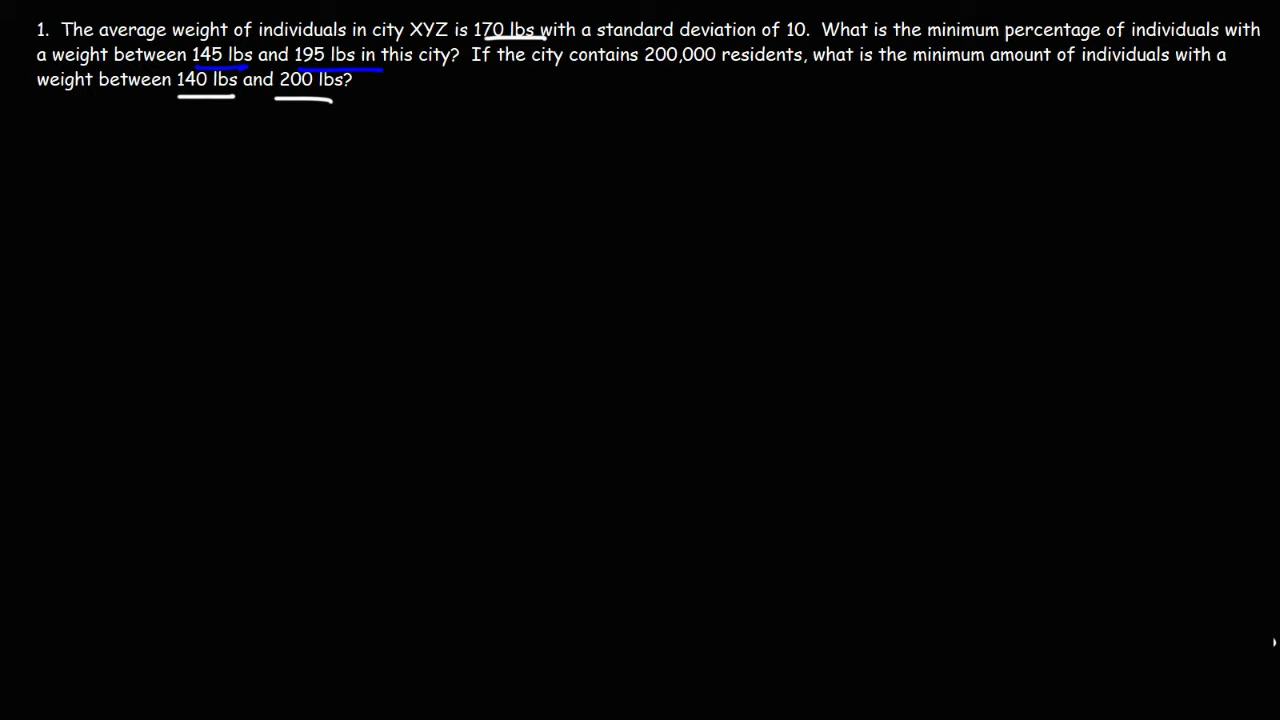 1. The average weight of individuals in city XYZ is 170 lbs with a standard deviation of 10. What is the minimum percentage of individuals with
a weight between 145 lbs and 195 lbs in this city? If the city contains 200,000 residents, what is the minimum amount of individuals with a
weight between 140 lbs and 200 lbs?